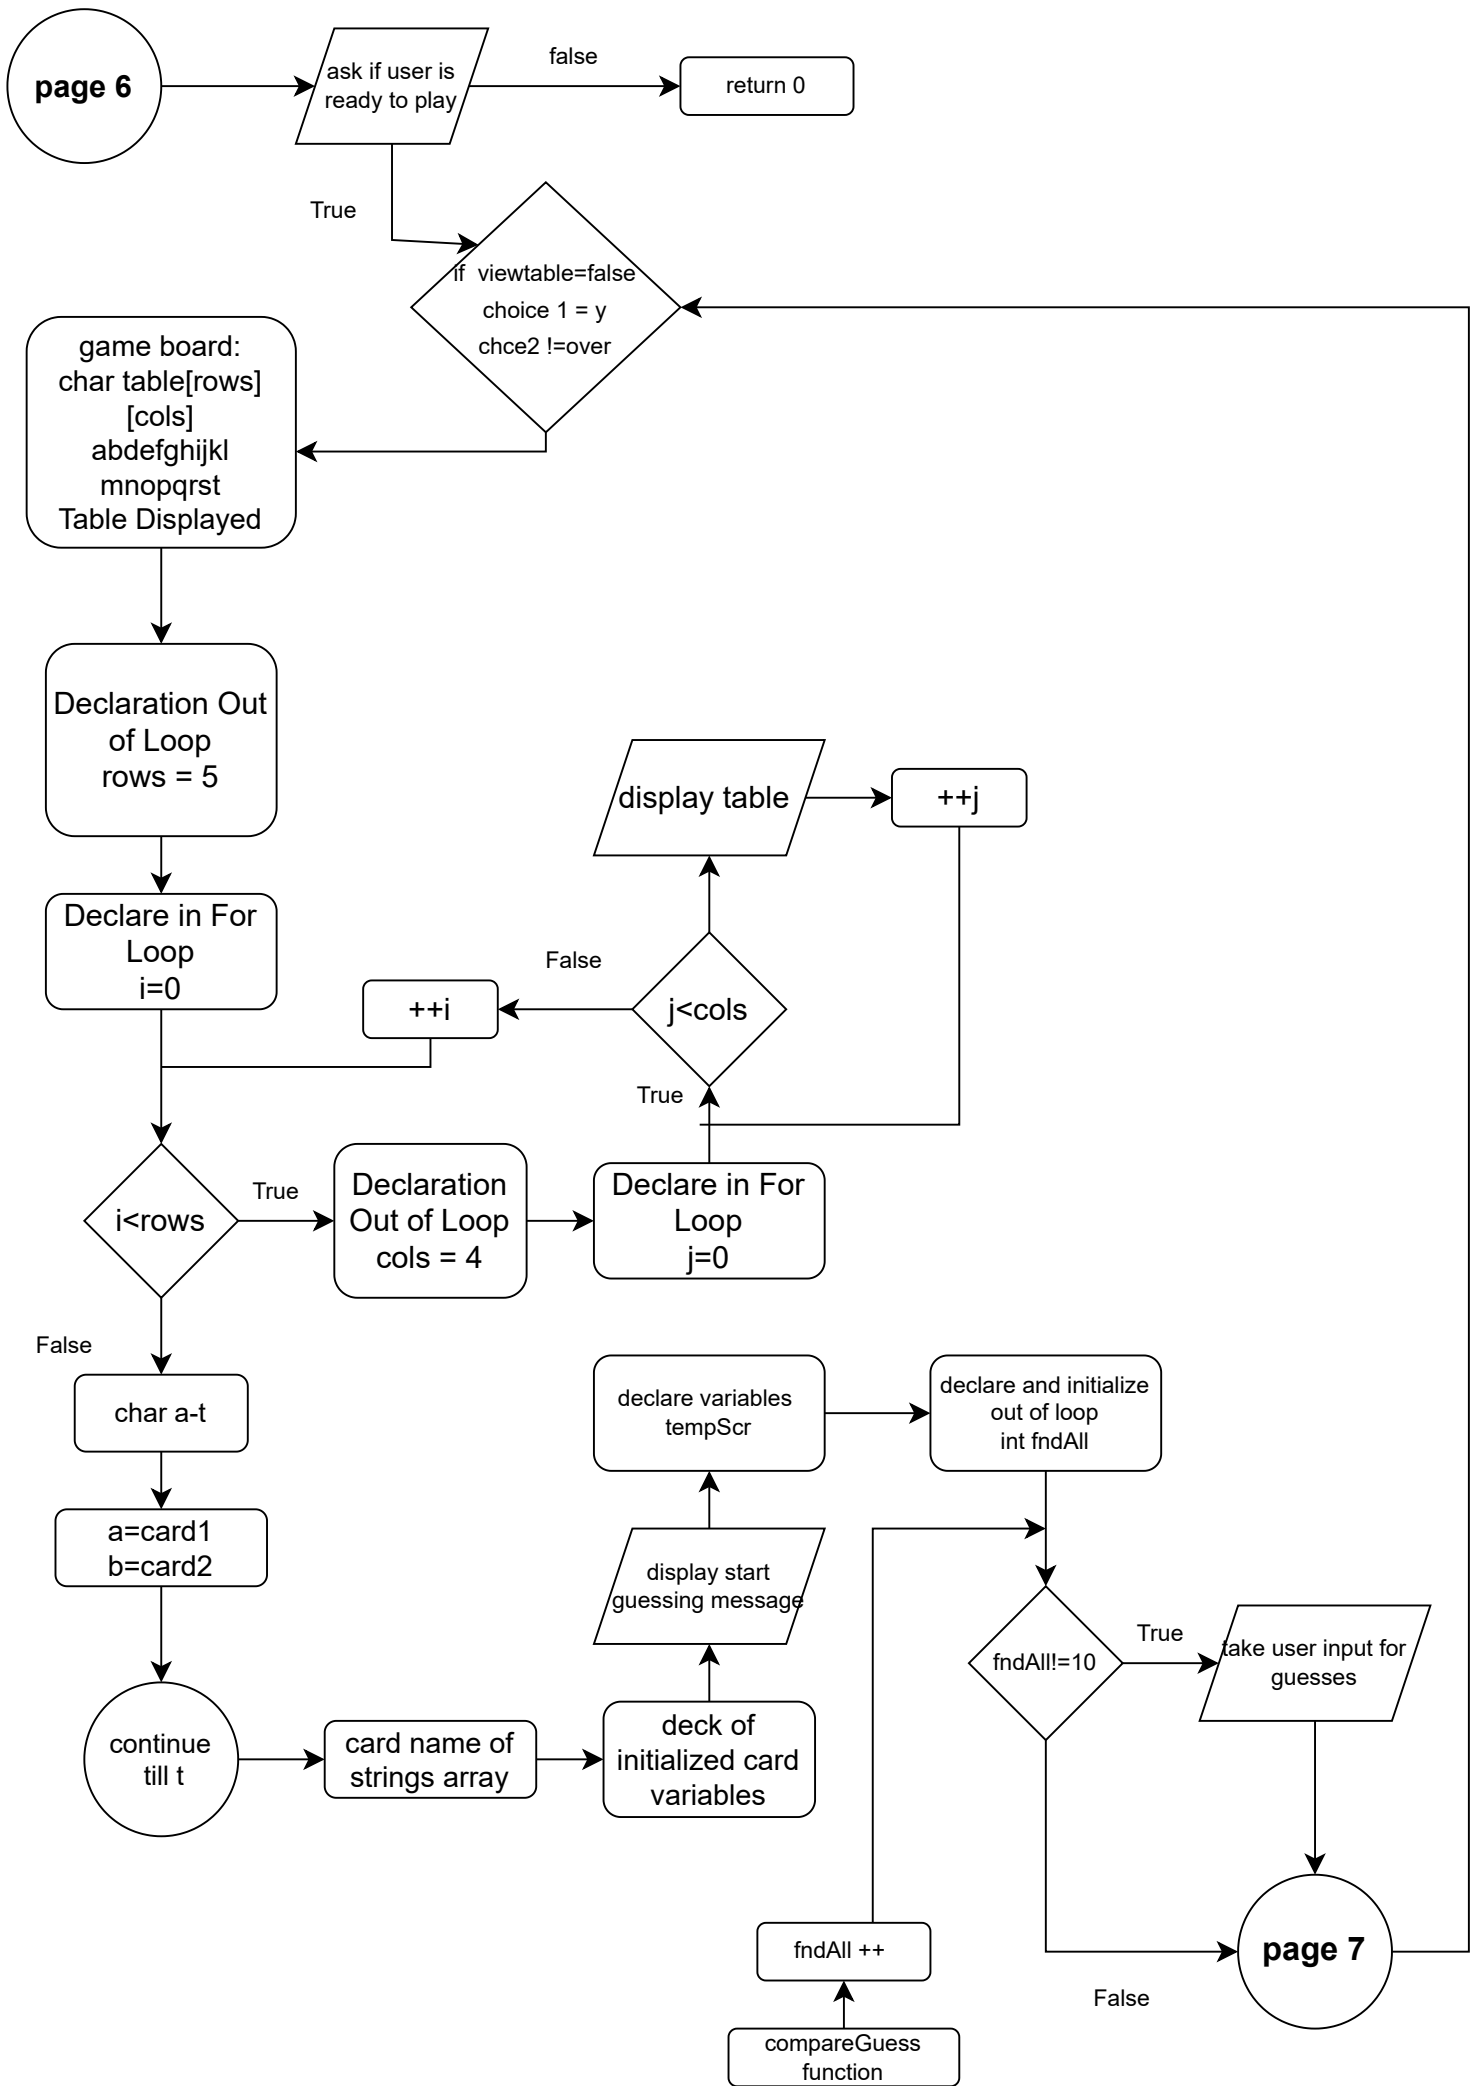 page 6
ask if user is
ready to play
false
return 0
True
if  viewtable=false
choice 1 = y
chce2 !=over
game board:
char table[rows]
[cols]
abdefghijkl
mnopqrst
Table Displayed
Declaration Out
of Loop
rows = 5
display table
++j
Declare in For
Loop
i=0
False
++i
j<cols
True
i<rows
True
Declaration
Out of Loop
cols = 4
Declare in For
Loop
j=0
False
char a-t
declare variables
tempScr
declare and initialize
out of loop
int fndAll
a=card1
b=card2
display start
guessing message
fndAll!=10
True
take user input for
guesses
continue
till t
card name of
strings array
deck of
initialized card
variables
fndAll ++
page 7
False
compareGuess
function